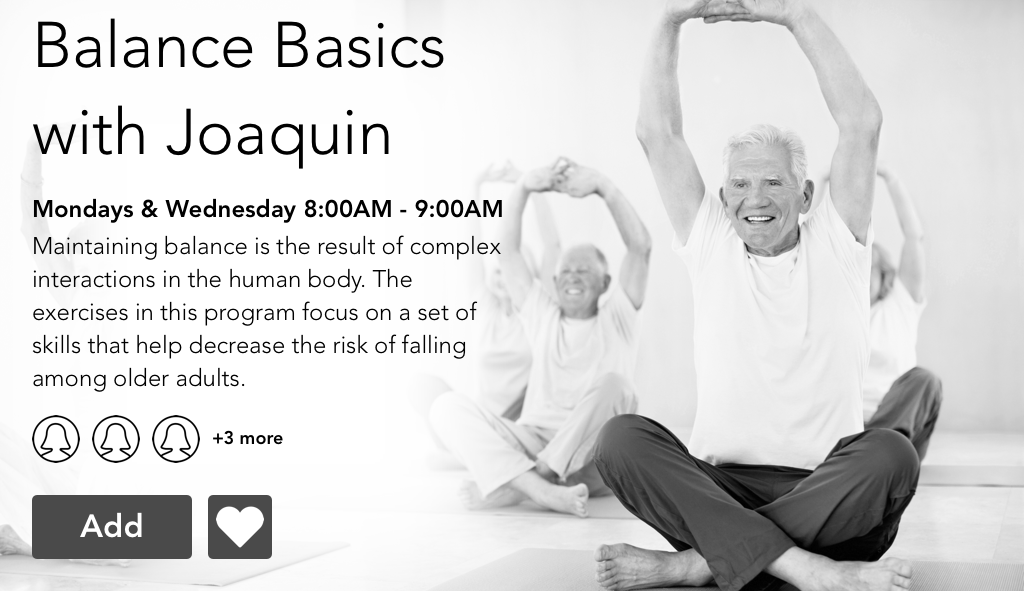 Balance Basics
with Joaquin
Mondays & Wednesday 8:00AM - 9:00AM
Maintaining balance is the result of complex
interactions in the human body. The
exercises in this program focus on a set of
skills that help decrease the risk of falling
among older adults.
+3 more
Add